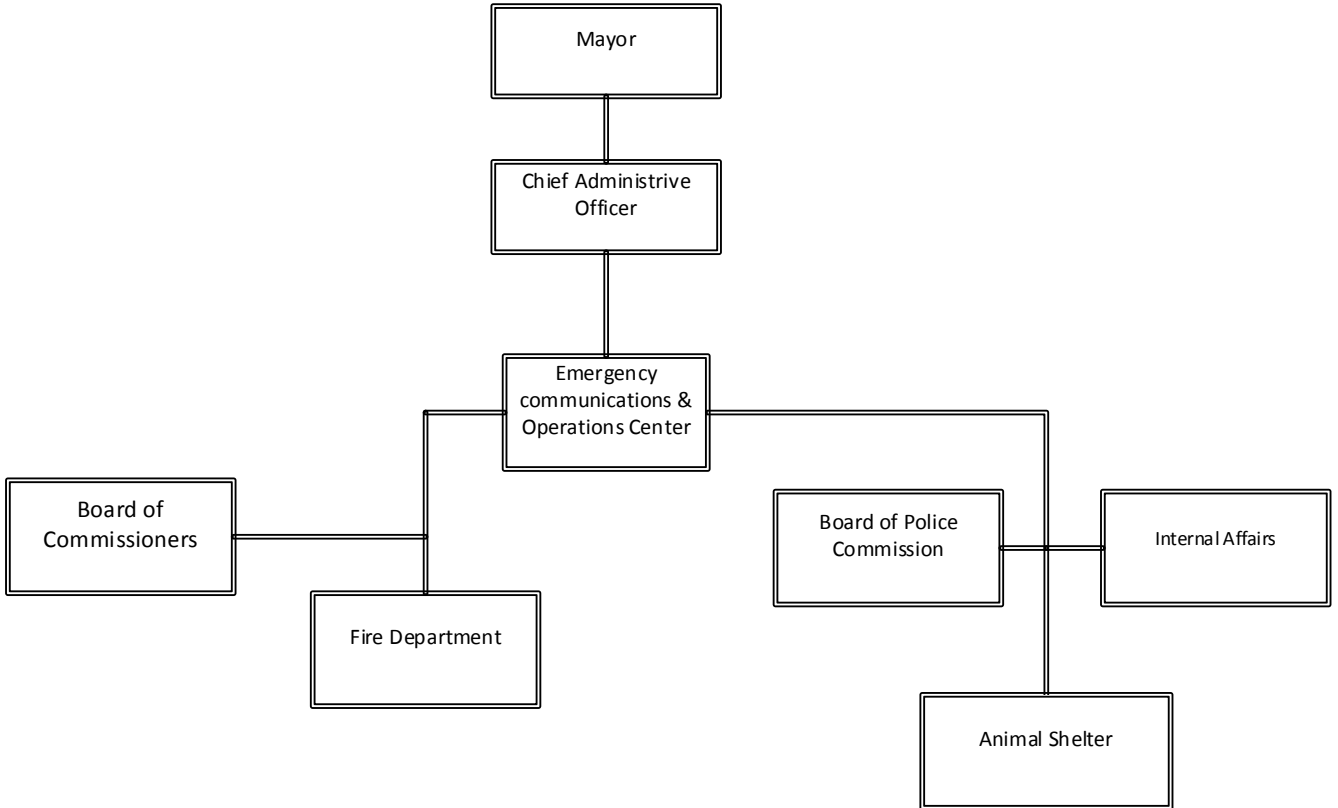 Mayor
Chief Administrive
Officer
Emergency
communications &
Operations Center
Board of
Commissioners
Board of Police
Commission
Internal Affairs
Fire Department
Animal Shelter